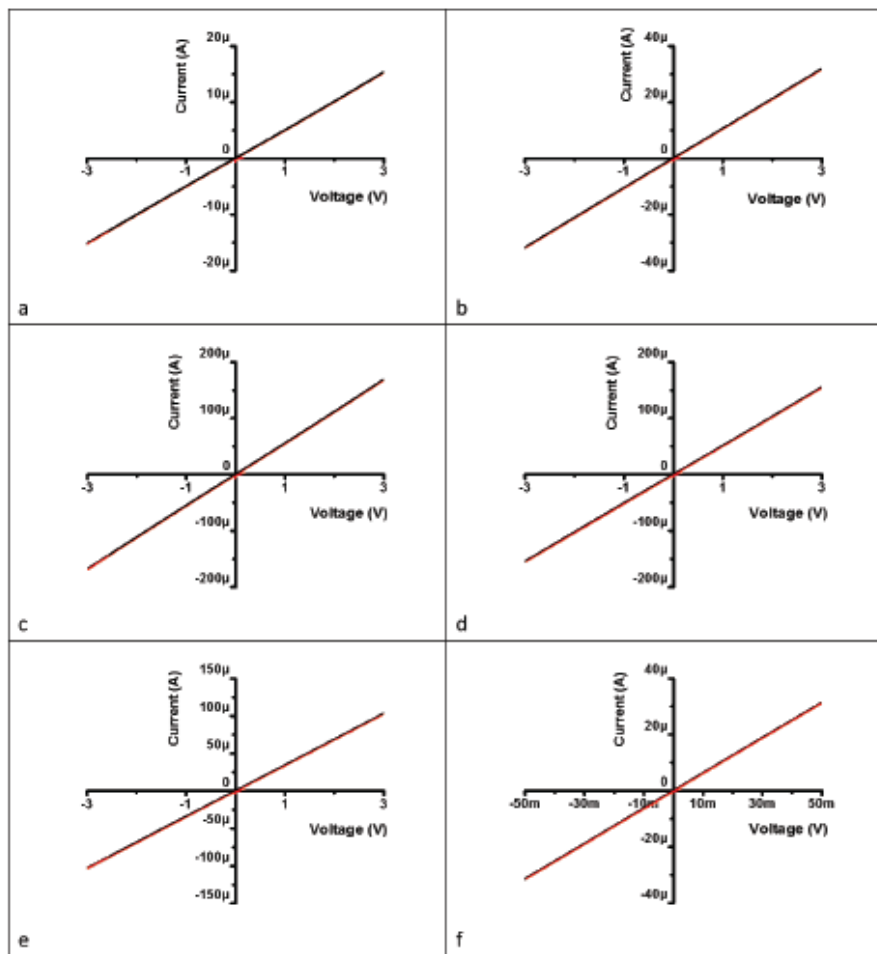 20µ
Current (A)
10µ
0
-3
-1
1
3
Voltage (V)
-10µ
-20µ
a
40µ
Current (A)
20µ
0
-3
-1
1
3
Voltage (V)
-20µ
-40µ
b
200µ
Current (A)
100µ
0
-3
-1
1
3
Voltage (V)
-100µ
-200µ
c
200µ
Current (A)
100µ
0
-3
-1
1
3
Voltage (V)
-100µ
-200µ
d
150µ
Current (A)
100µ
50µ
0
-3
-1
1
3
-50µ
Voltage (V)
-100µ
-150µ
e
40µ
Current (A)
20µ
0
-50m
-30m
-10m
10m
30m
50m
Voltage (V)
-20µ
-40µ
f